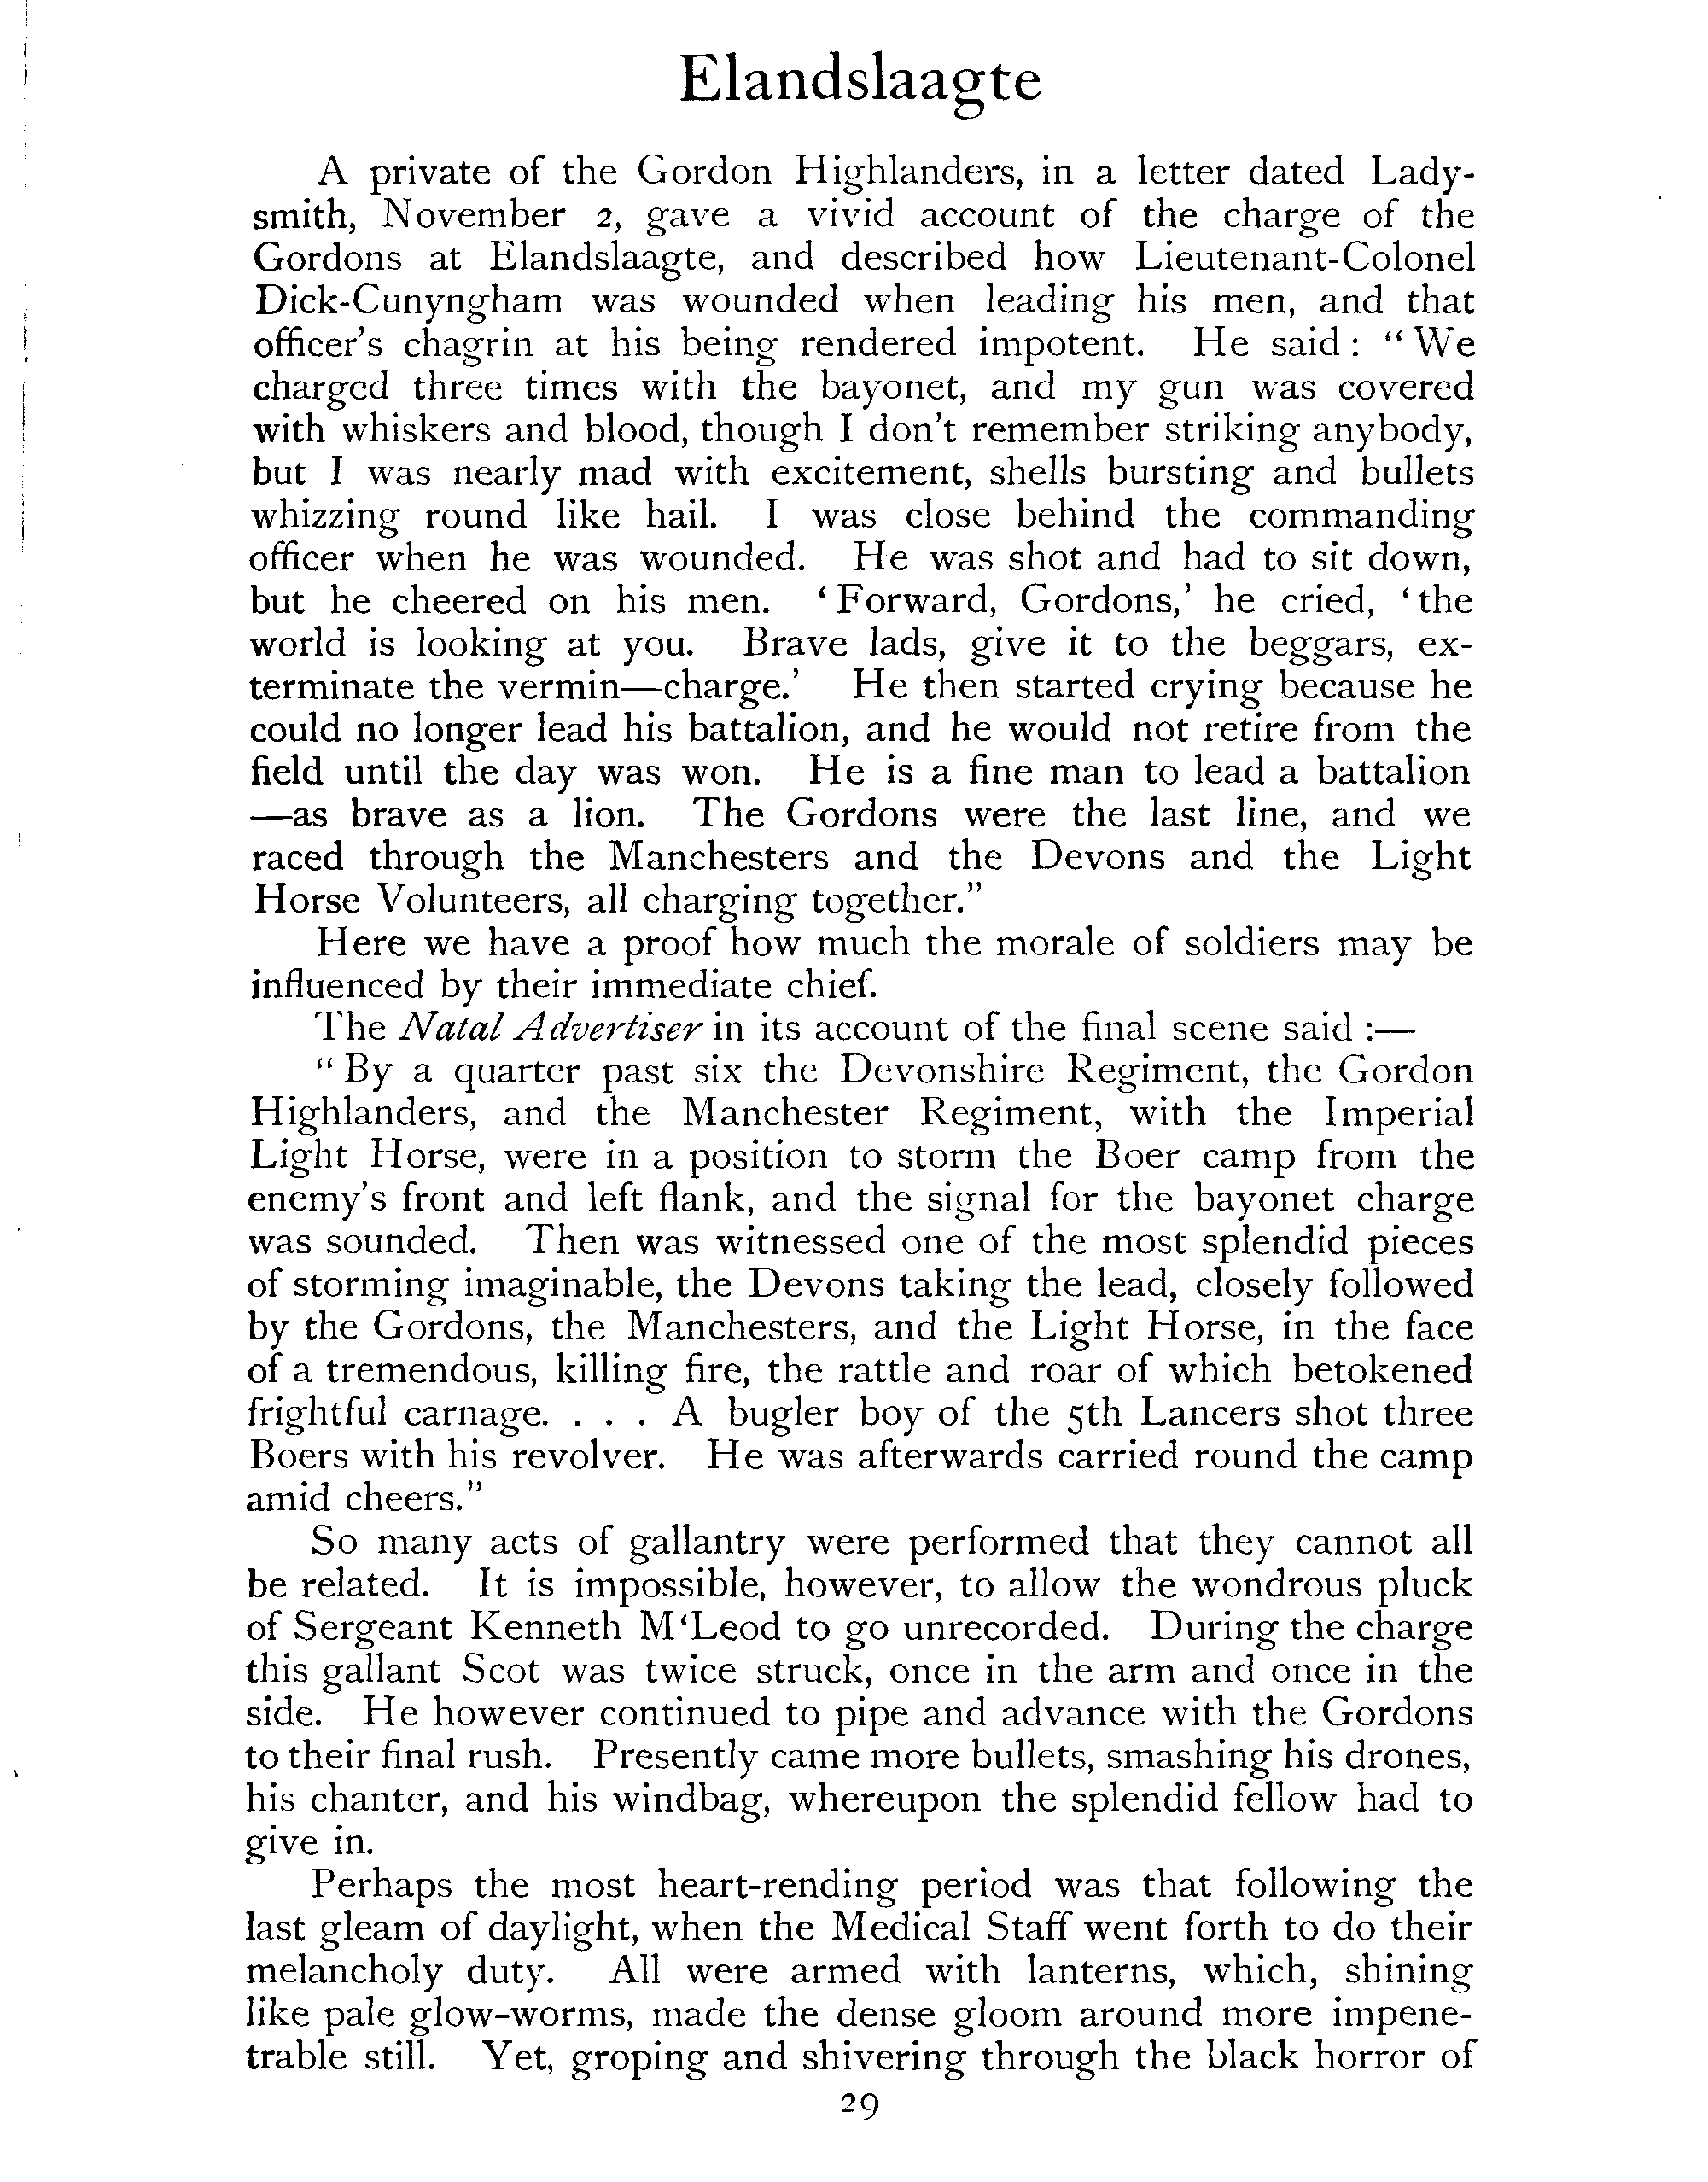 Elandslaagte
A private of the Gordon Highlanders, in a letter dated Lady-
smith, November 2, gave a vivid account of the charge of the
Gordons at Elandslaagte, and described how Lieutenant-Colonel
Dick-Cunyngham was wounded when leading his men, and that
officer's chagrin at his being rendered impotent. He said: "We
charged three times with the bayonet, and my gun was covered
with whiskers and blood, though I don't remember striking anybody,
but I was nearly mad with excitement, shells bursting and bullets
whizzing round like hail. I was close behind the commanding
officer when he was wounded. He was shot and had to sit down,
but he cheered on his men. 'Forward, Gordons,' he cried, 'the
world is looking at you. Brave lads, give it to the beggars, ex-
terminate the vermin—charge.' He then started crying because he
could no longer lead his battalion, and he would not retire from the
field until the day was won. He is a fine man to lead a battalion
—as brave as a lion. The Gordons were the last line, and we
raced through the Manchesters and the Devons and the Light
Horse Volunteers, all charging together."
Here we have a proof how much the morale of soldiers may be
influenced by their immediate chief.
The Natal Advertiser in its account of the final scene said :—
"By a quarter past six the Devonshire Regiment, the Gordon
Highlanders, and the Manchester Regiment, with the Imperial
Light Horse, were in a position to storm the Boer camp from the
enemy's front and left flank, and the signal for the bayonet charge
was sounded. Then was witnessed one of the most splendid pieces
of storming imaginable, the Devons taking the lead, closely followed
by the Gordons, the Manchesters, and the Light Horse, in the face
of a tremendous, killing fire, the rattle and roar of which betokened
frightful carnage. . . . A bugler boy of the 5th Lancers shot three
Boers with his revolver. He was afterwards carried round the camp
amid cheers."
So many acts of gallantry were performed that they cannot all
be related. It is impossible, however, to allow the wondrous pluck
of Sergeant Kenneth M'Leod to go unrecorded. During the charge
this gallant Scot was twice struck, once in the arm and once in the
side. He however continued to pipe and advance with the Gordons
to their final rush. Presently came more bullets, smashing his drones,
his chanter, and his windbag, whereupon the splendid fellow had to
give in.
Perhaps the most heart-rending period was that following the
last gleam of daylight, when the Medical Staff went forth to do their
melancholy duty. All were armed with lanterns, which, shining
like pale glow-worms, made the dense gloom around more impene-
trable still. Yet, groping and shivering through the black horror of
29